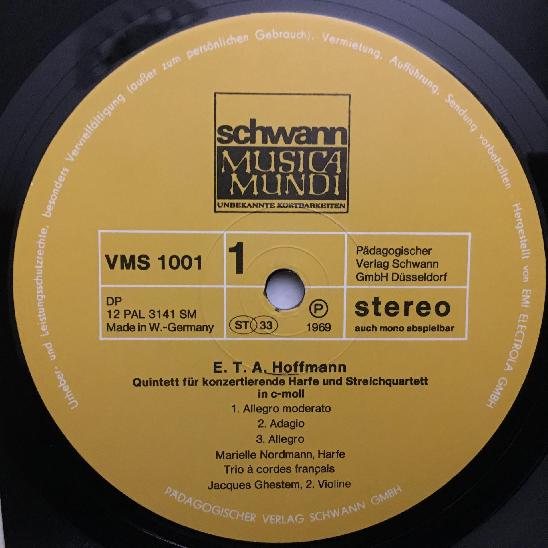 Urheber- und Leistungsschutzrechte, besonders Vervielfältigung (außer zum persönlichen Gebrauch), Vermietung, Aufführung, Sendung vorbehalten Hergestellt von EMI ELECTROLA GMBH
schwann
MUSICA
MUNDI
UNBEKANNTE KOSTBARKEITEN
VMS 1001
1
Pädagogischer
Verlag Schwann
GmbH Düsseldorf
DP
12 PAL 3141 SM
Made in W.-Germany
ST 33
P
1969
stereo
auch mono abspielbar
E. T. A. Hoffmann
Quintett für konzertierende Harfe und Streichquartett
in c-moll
1. Allegro moderato
2. Adagio
3. Allegro
Marielle Nordmann, Harfe
Trio à cordes français
Jacques Ghestem, 2. Violine
PÄDAGOGISCHER VERLAG SCHWANN GMBH